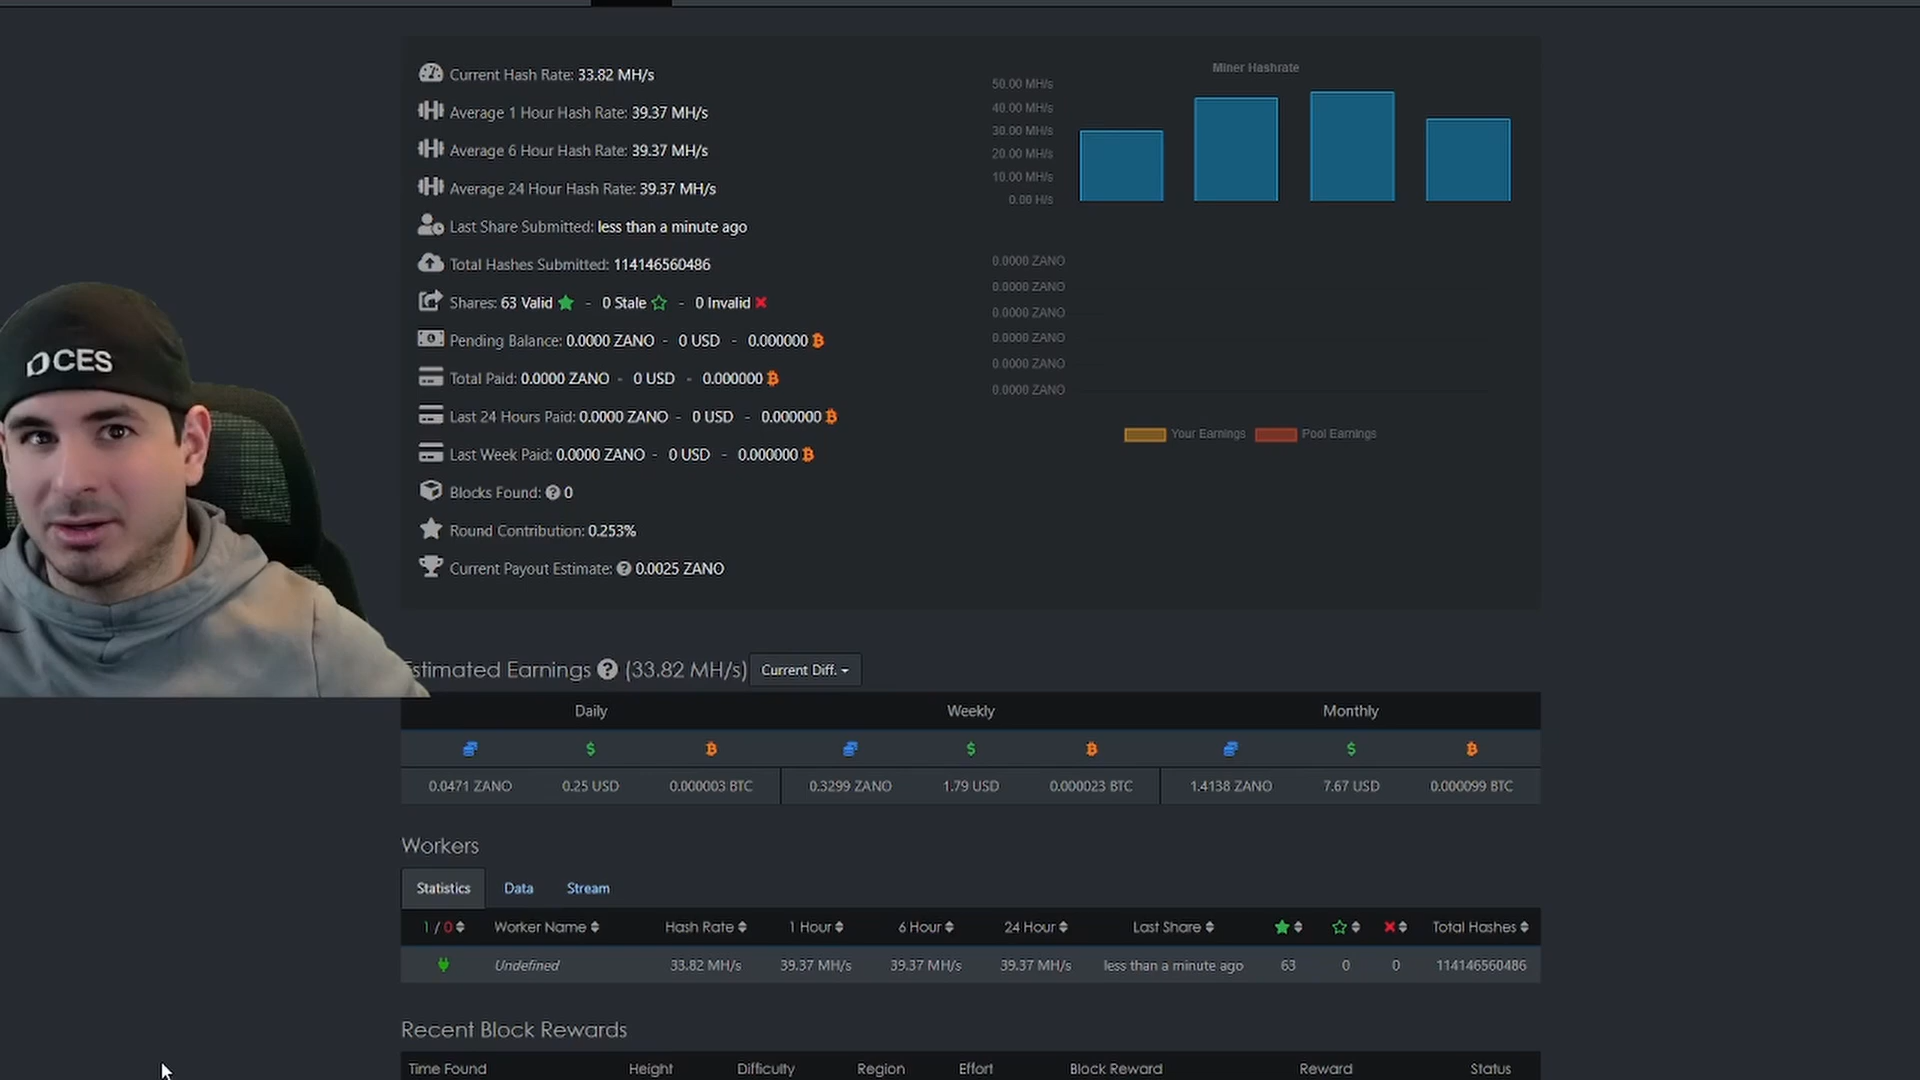 Current Hash Rate: 33.82 MH/s
Average 1 Hour Hash Rate: 39.37 MH/s
Average 6 Hour Hash Rate: 39.37 MH/s
Average 24 Hour Hash Rate: 39.37 MH/s
Last Share Submitted: less than a minute ago
Total Hashes Submitted: 114146560486
Shares: 63 Valid - 0 Stale - 0 Invalid
Pending Balance: 0.0000 ZANO - 0 USD - 0.000000
Total Paid: 0.0000 ZANO - 0 USD - 0.000000
Last 24 Hours Paid: 0.0000 ZANO - 0 USD - 0.000000
Last Week Paid: 0.0000 ZANO - 0 USD - 0.000000
Blocks Found: 0
Round Contribution: 0.253%
Current Payout Estimate: 0.0025 ZANO
Miner Hashrate
50.00 MH/s
40.00 MH/s
30.00 MH/s
20.00 MH/s
10.00 MH/s
0.00 H/s
0.0000 ZANO
0.0000 ZANO
0.0000 ZANO
0.0000 ZANO
0.0000 ZANO
0.0000 ZANO
Your Earnings Pool Earnings
CES
Estimated Earnings (33.82 MH/s) Current Diff.
Daily Weekly Monthly
$ $ $
0.0471 ZANO 0.25 USD 0.000003 BTC 0.3299 ZANO 1.79 USD 0.000023 BTC 1.4138 ZANO 7.67 USD 0.000099 BTC
Workers
Statistics Data Stream
1 / 0 Worker Name Hash Rate 1 Hour 6 Hour 24 Hour Last Share Total Hashes
Undefined 33.82 MH/s 39.37 MH/s 39.37 MH/s 39.37 MH/s less than a minute ago 63 0 0 114146560486
Recent Block Rewards
Time Found Height Difficulty Region Effort Block Reward Reward Status